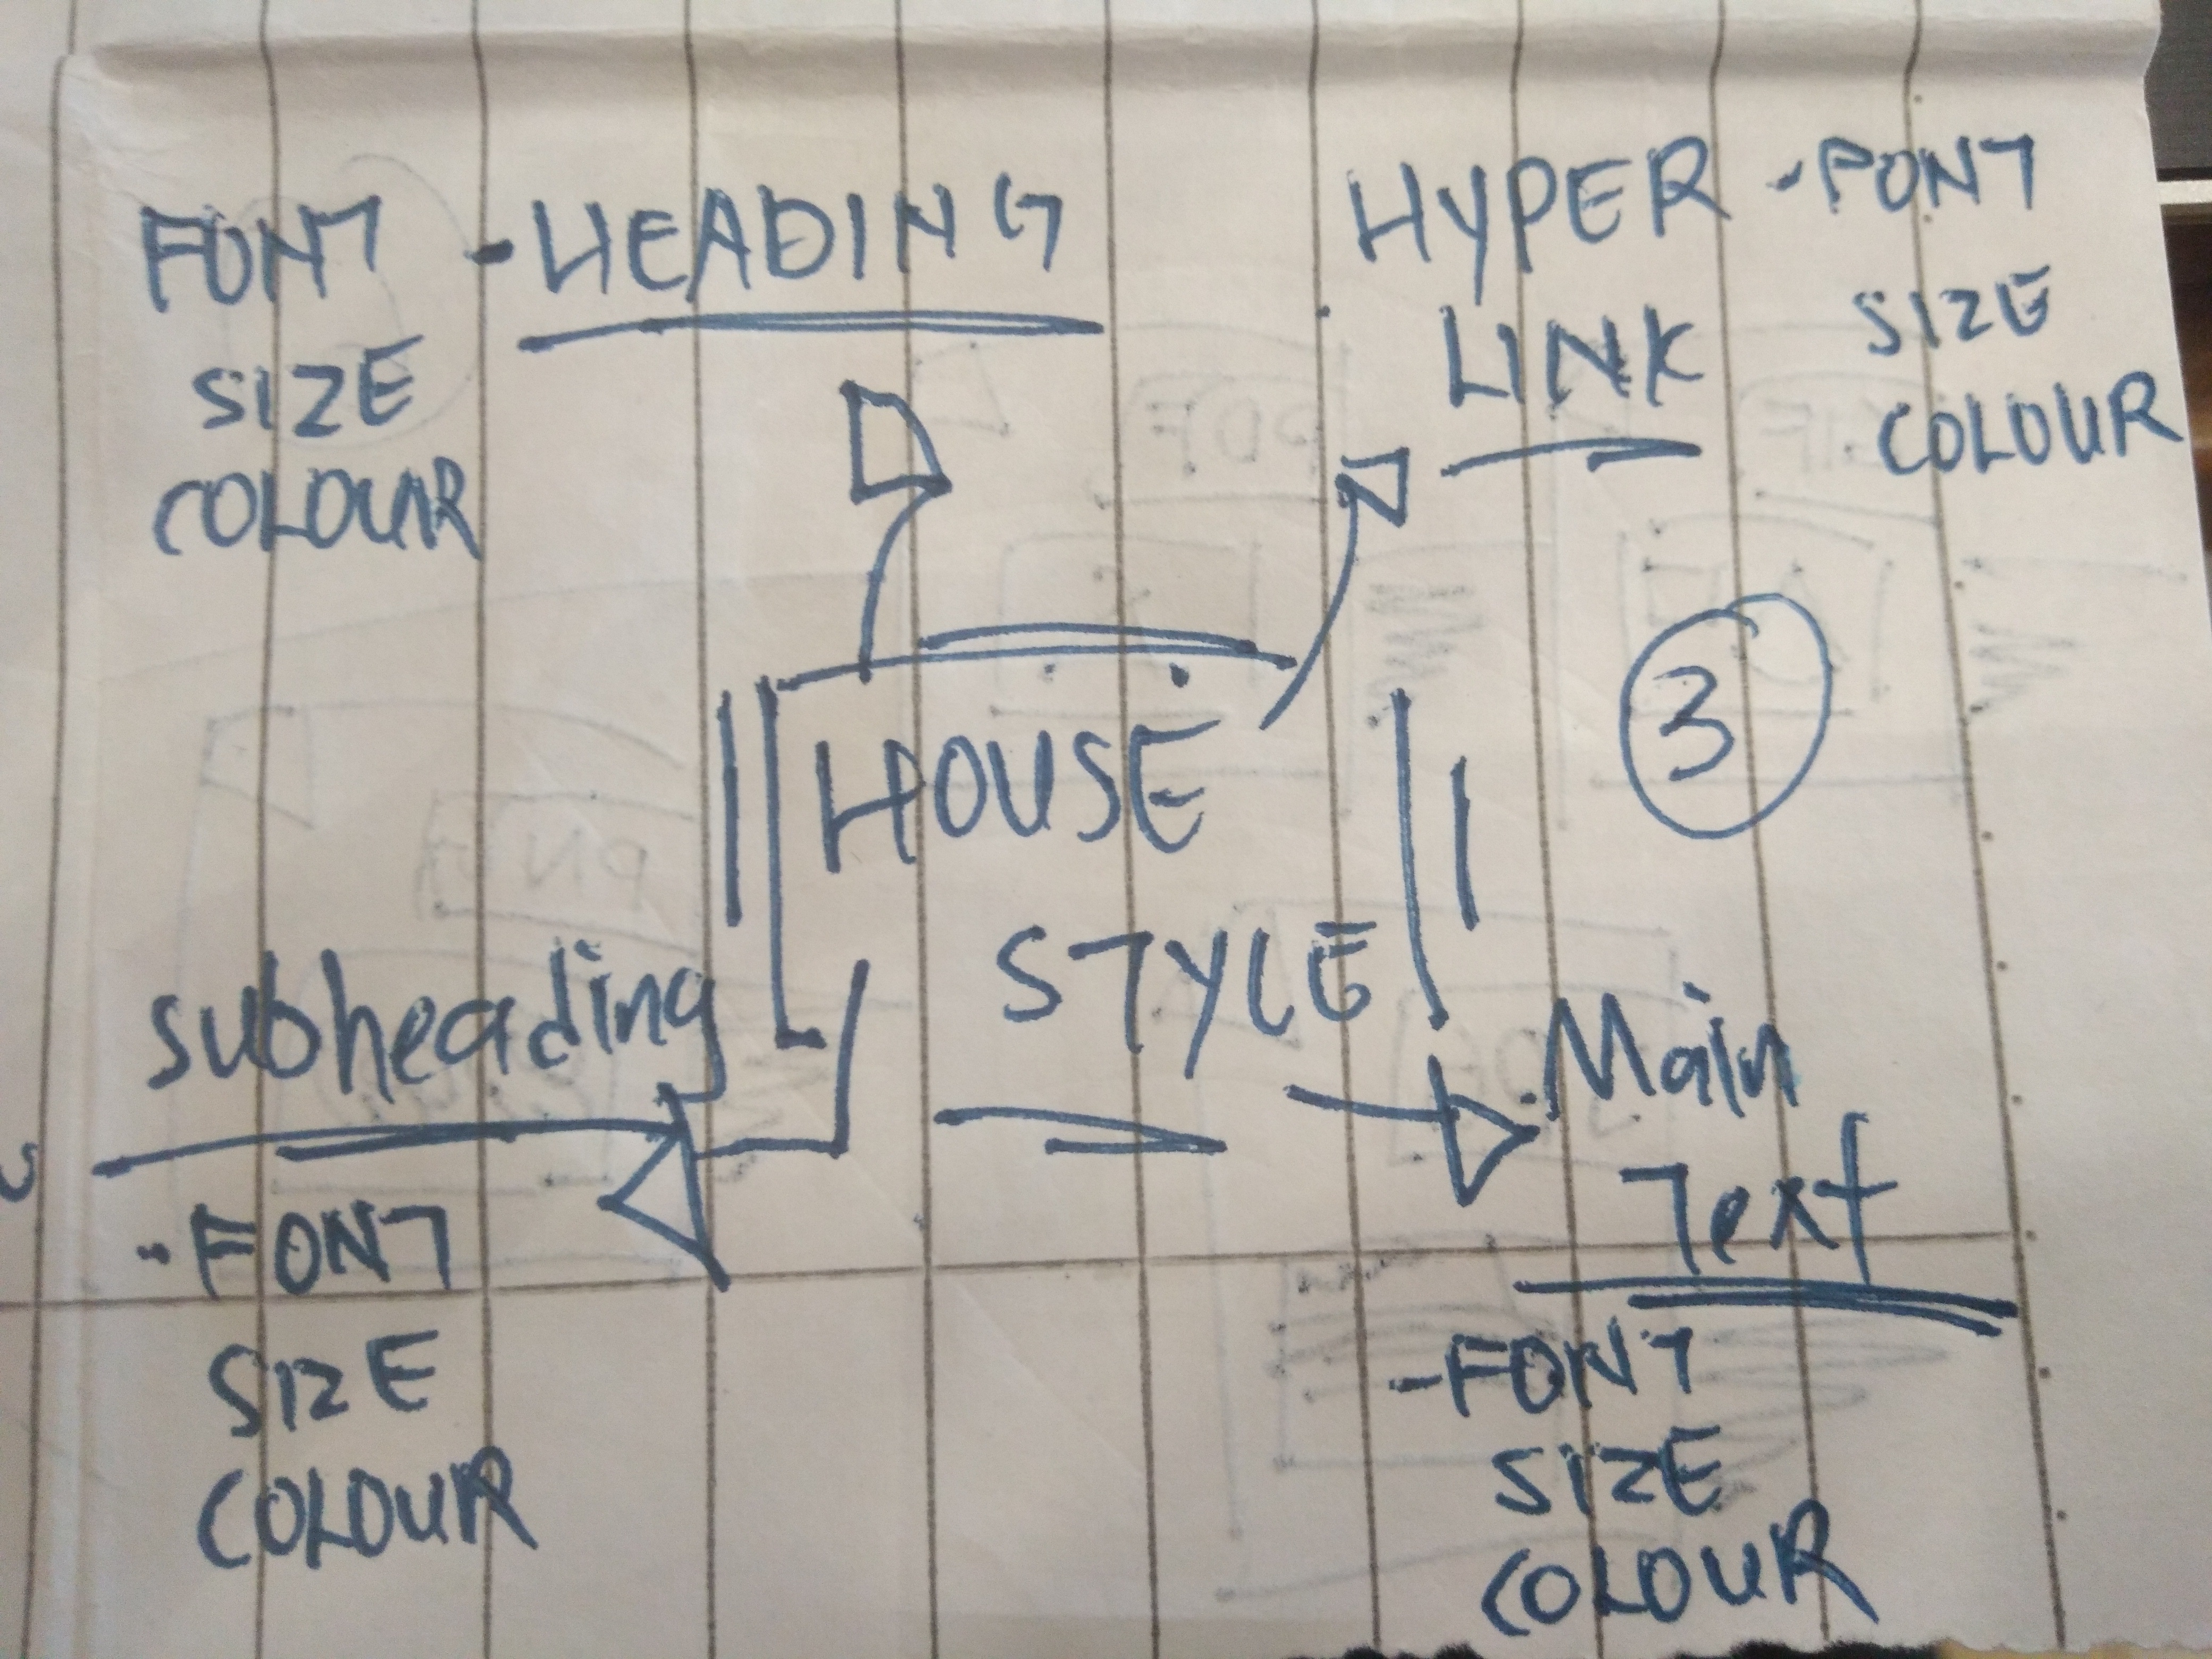 FONT - HEADING
SIZE
COLOUR
HYPER - FONT
LINK SIZE
COLOUR
HOUSE
STYLE
3
subheading
- FONT
SIZE
COLOUR
Main
Text
- FONT
SIZE
COLOUR